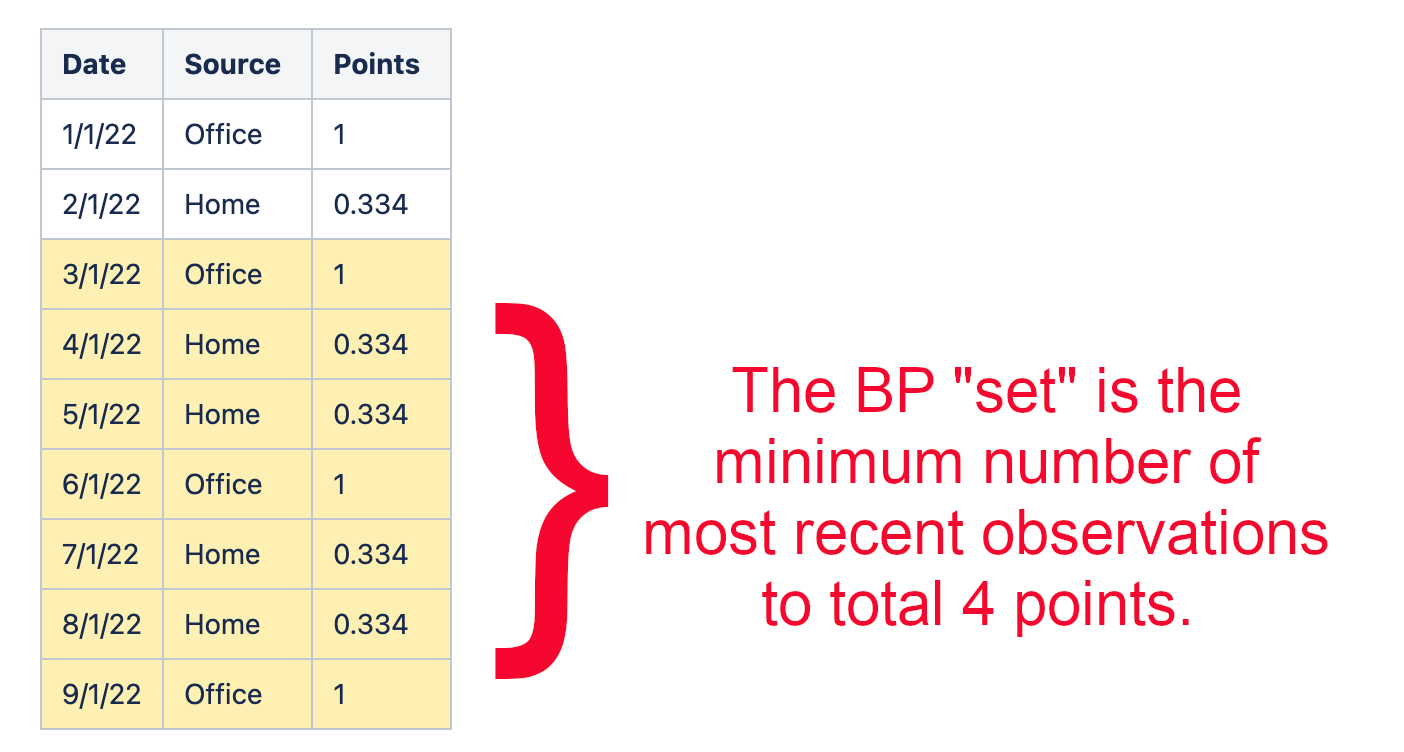 Date Source Points
1/1/22 Office 1
2/1/22 Home 0.334
3/1/22 Office 1
4/1/22 Home 0.334
5/1/22 Home 0.334
6/1/22 Office 1
7/1/22 Home 0.334
8/1/22 Home 0.334
9/1/22 Office 1
The BP "set" is the
minimum number of
most recent observations
to total 4 points.